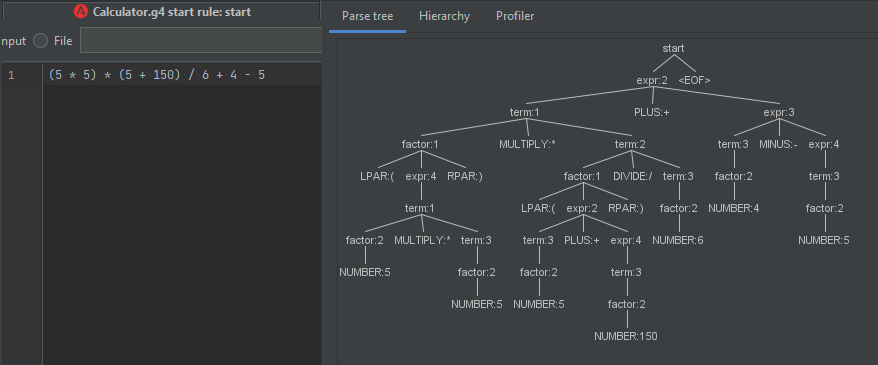 Calculator.g4 start rule: start
nput File
1 (5 * 5) * (5 + 150) / 6 + 4 - 5
Parse tree Hierarchy Profiler
start
expr:2 <EOF>
term:1 PLUS:+ expr:3
factor:1 MULTIPLY:* term:2 term:3 MINUS:- expr:4
LPAR:( expr:4 RPAR:) factor:1 DIVIDE:/ term:3 factor:2 term:3
term:1 LPAR:( expr:2 RPAR:) factor:2 NUMBER:4 factor:2
factor:2 MULTIPLY:* term:3 term:3 PLUS:+ expr:4 NUMBER:6 NUMBER:5
NUMBER:5 factor:2 factor:2 term:3
NUMBER:5 NUMBER:5 factor:2
NUMBER:150